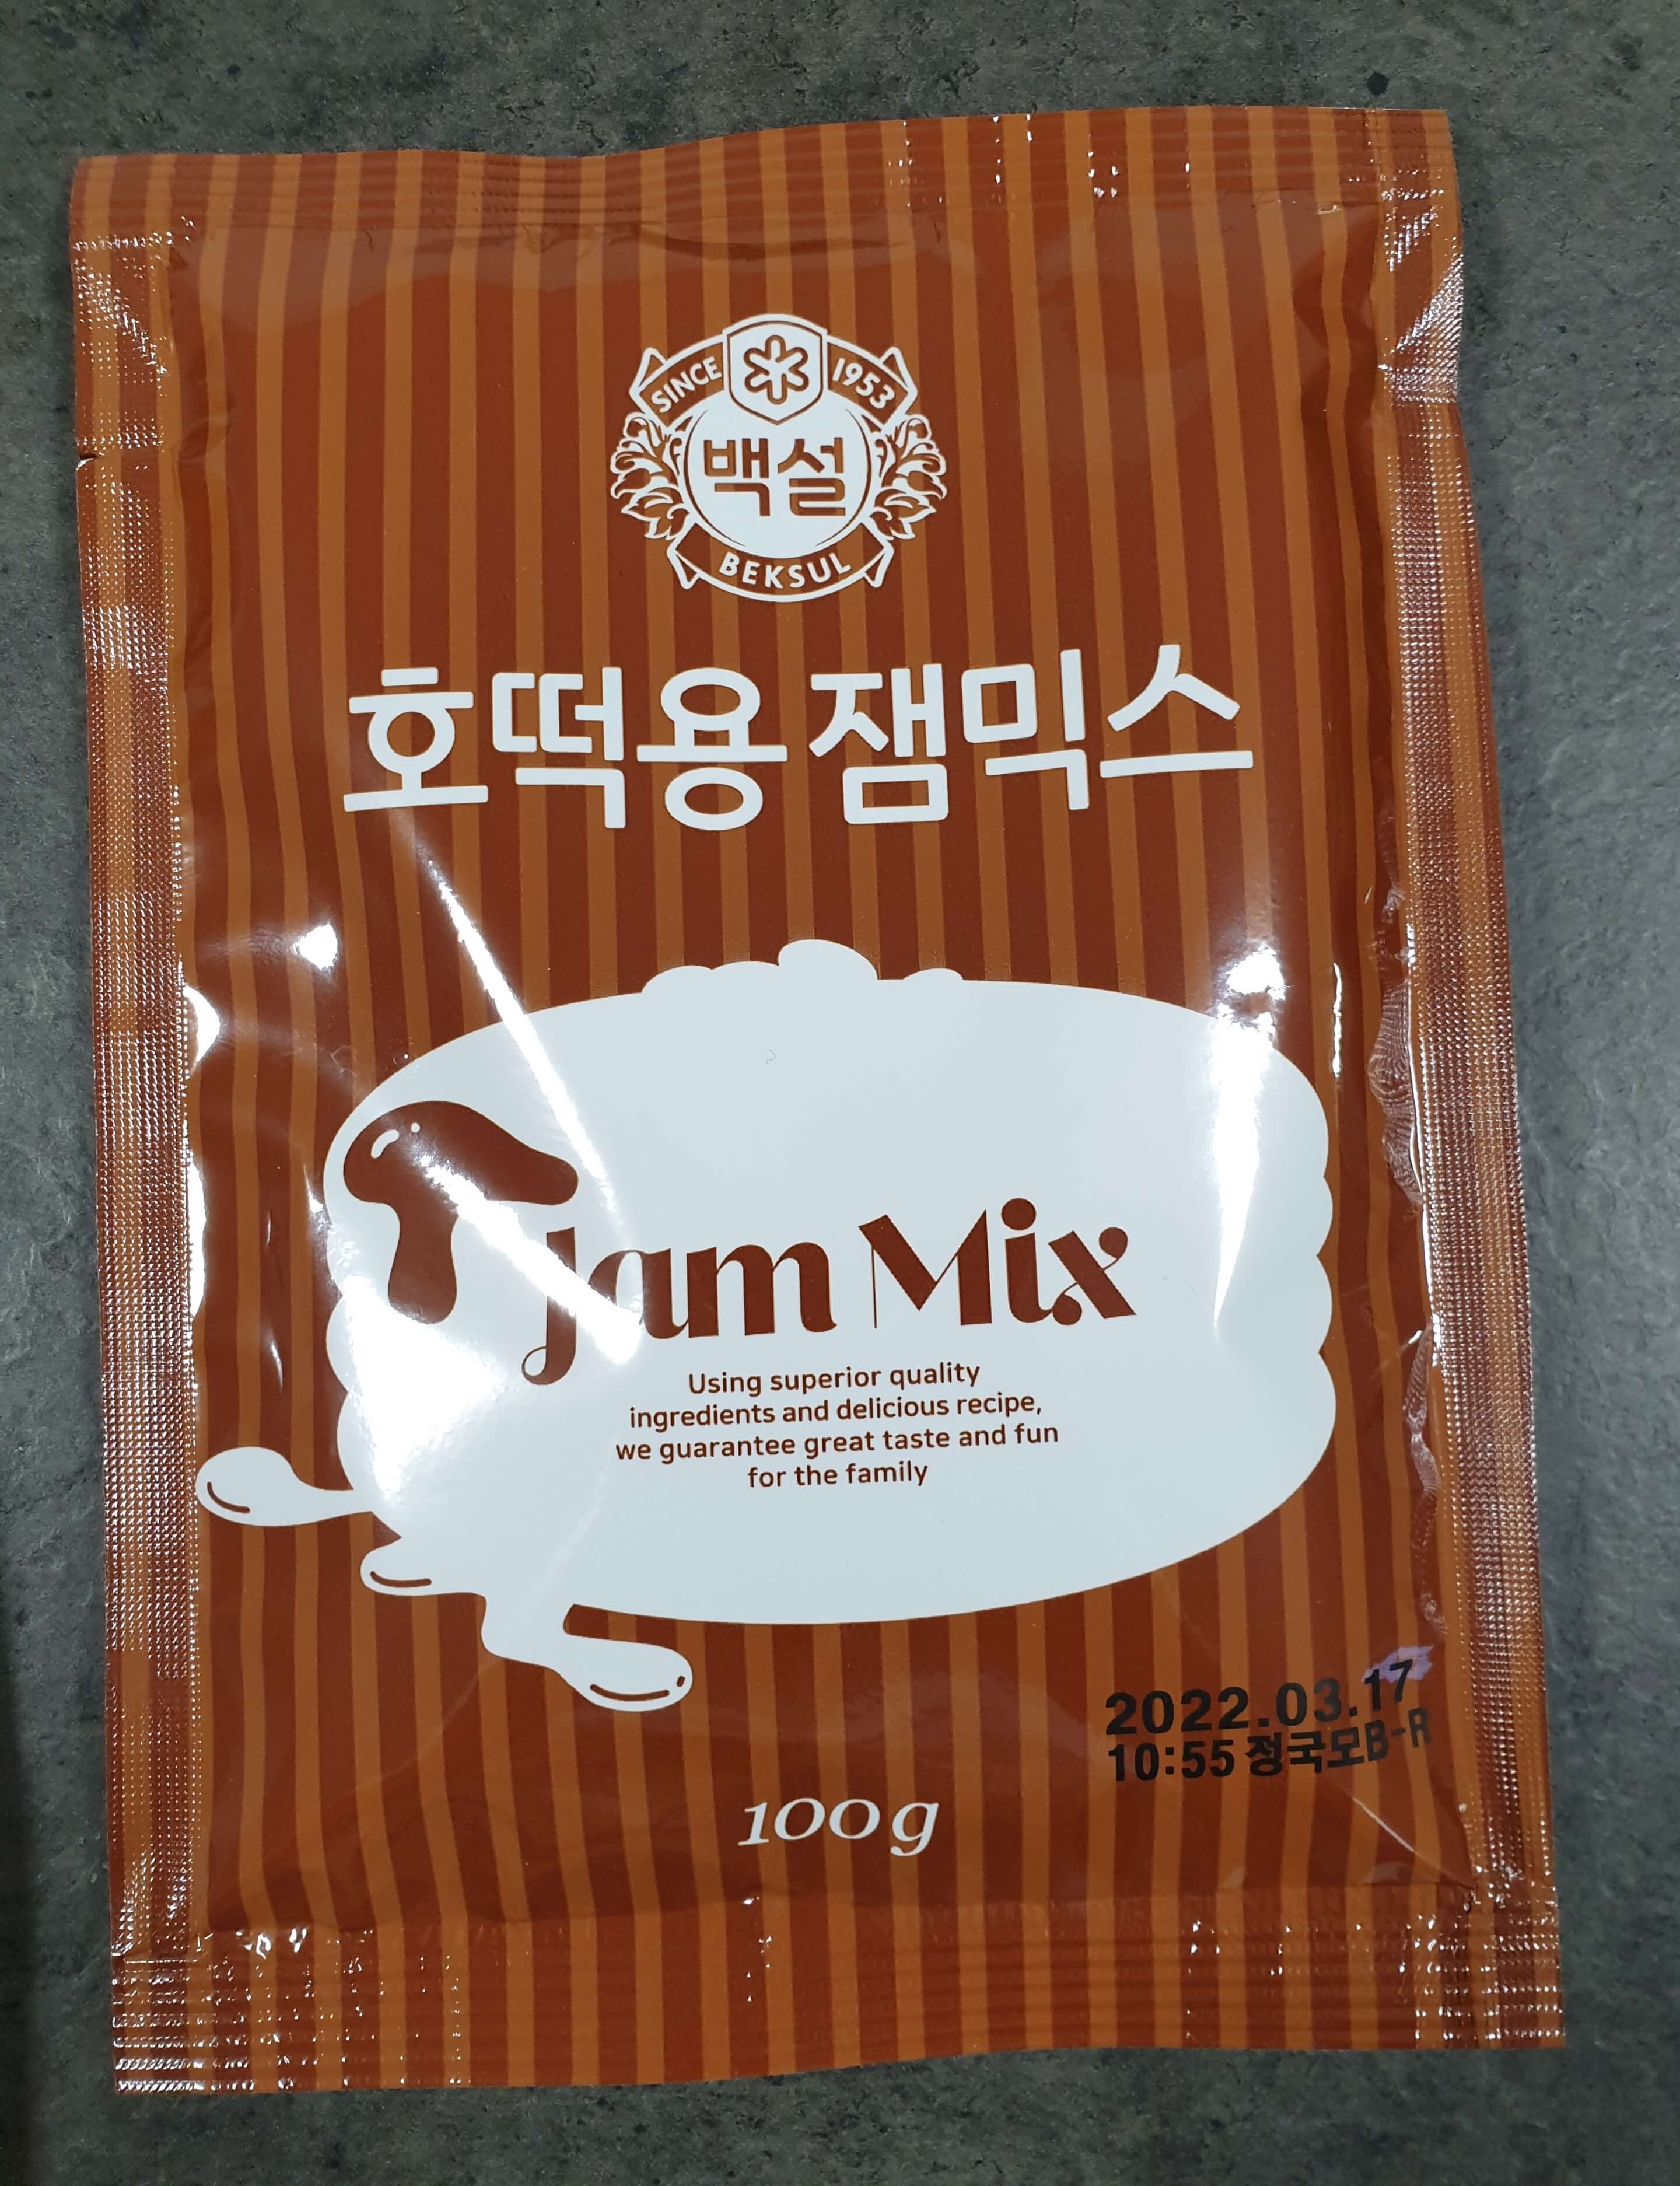 SINCE 1953
백설
BEKSUL
호떡용 잼믹스
Jam Mix
Using superior quality
ingredients and delicious recipe,
we guarantee great taste and fun
for the family
2022.03.17
10:55 정국모B-R
100g